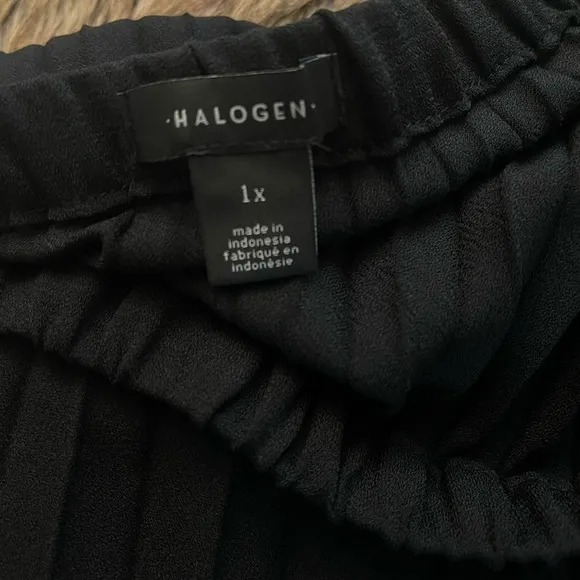 ·HALOGEN·
1x
made in
indonesia
fabriqué en
indonésie